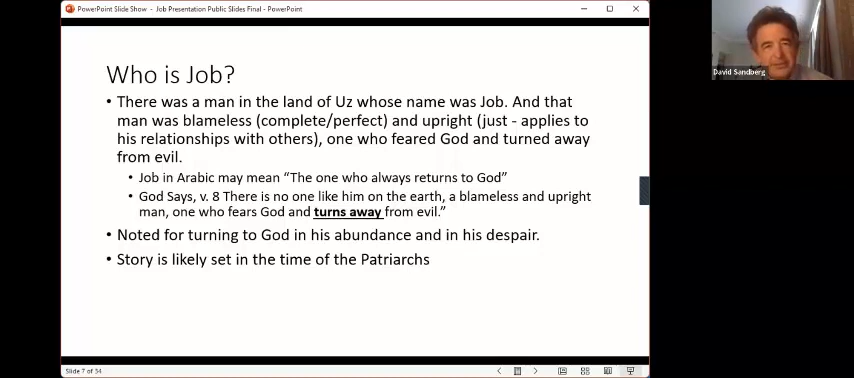 PowerPoint Slide Show - Job Presentation Public Slides Final - PowerPoint
David Sandberg
Who is Job?
• There was a man in the land of Uz whose name was Job. And that
man was blameless (complete/perfect) and upright (just - applies to
his relationships with others), one who feared God and turned away
from evil.
• Job in Arabic may mean “The one who always returns to God”
• God Says, v. 8 There is no one like him on the earth, a blameless and upright
man, one who fears God and turns away from evil.”
• Noted for turning to God in his abundance and in his despair.
• Story is likely set in the time of the Patriarchs
Slide 7 of 54